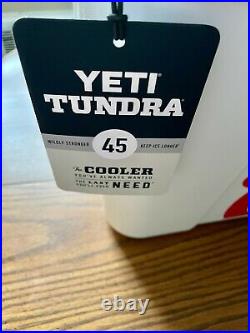 YETI
TUNDRA®
WILDLY STRONGER 45 KEEP ICE LONGER
The COOLER
YOU'VE ALWAYS WANTED
THE LAST YOU'LL EVER NEED